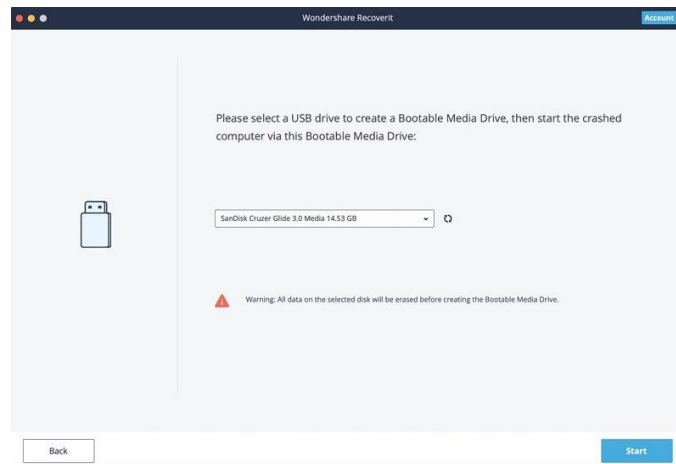 Wondershare Recoverit
Account
Please select a USB drive to create a Bootable Media Drive, then start the crashed
computer via this Bootable Media Drive:
SanDisk Cruzer Glide 3.0 Media 14.53 GB
Warning: All data on the selected disk will be erased before creating the Bootable Media Drive.
Back
Start